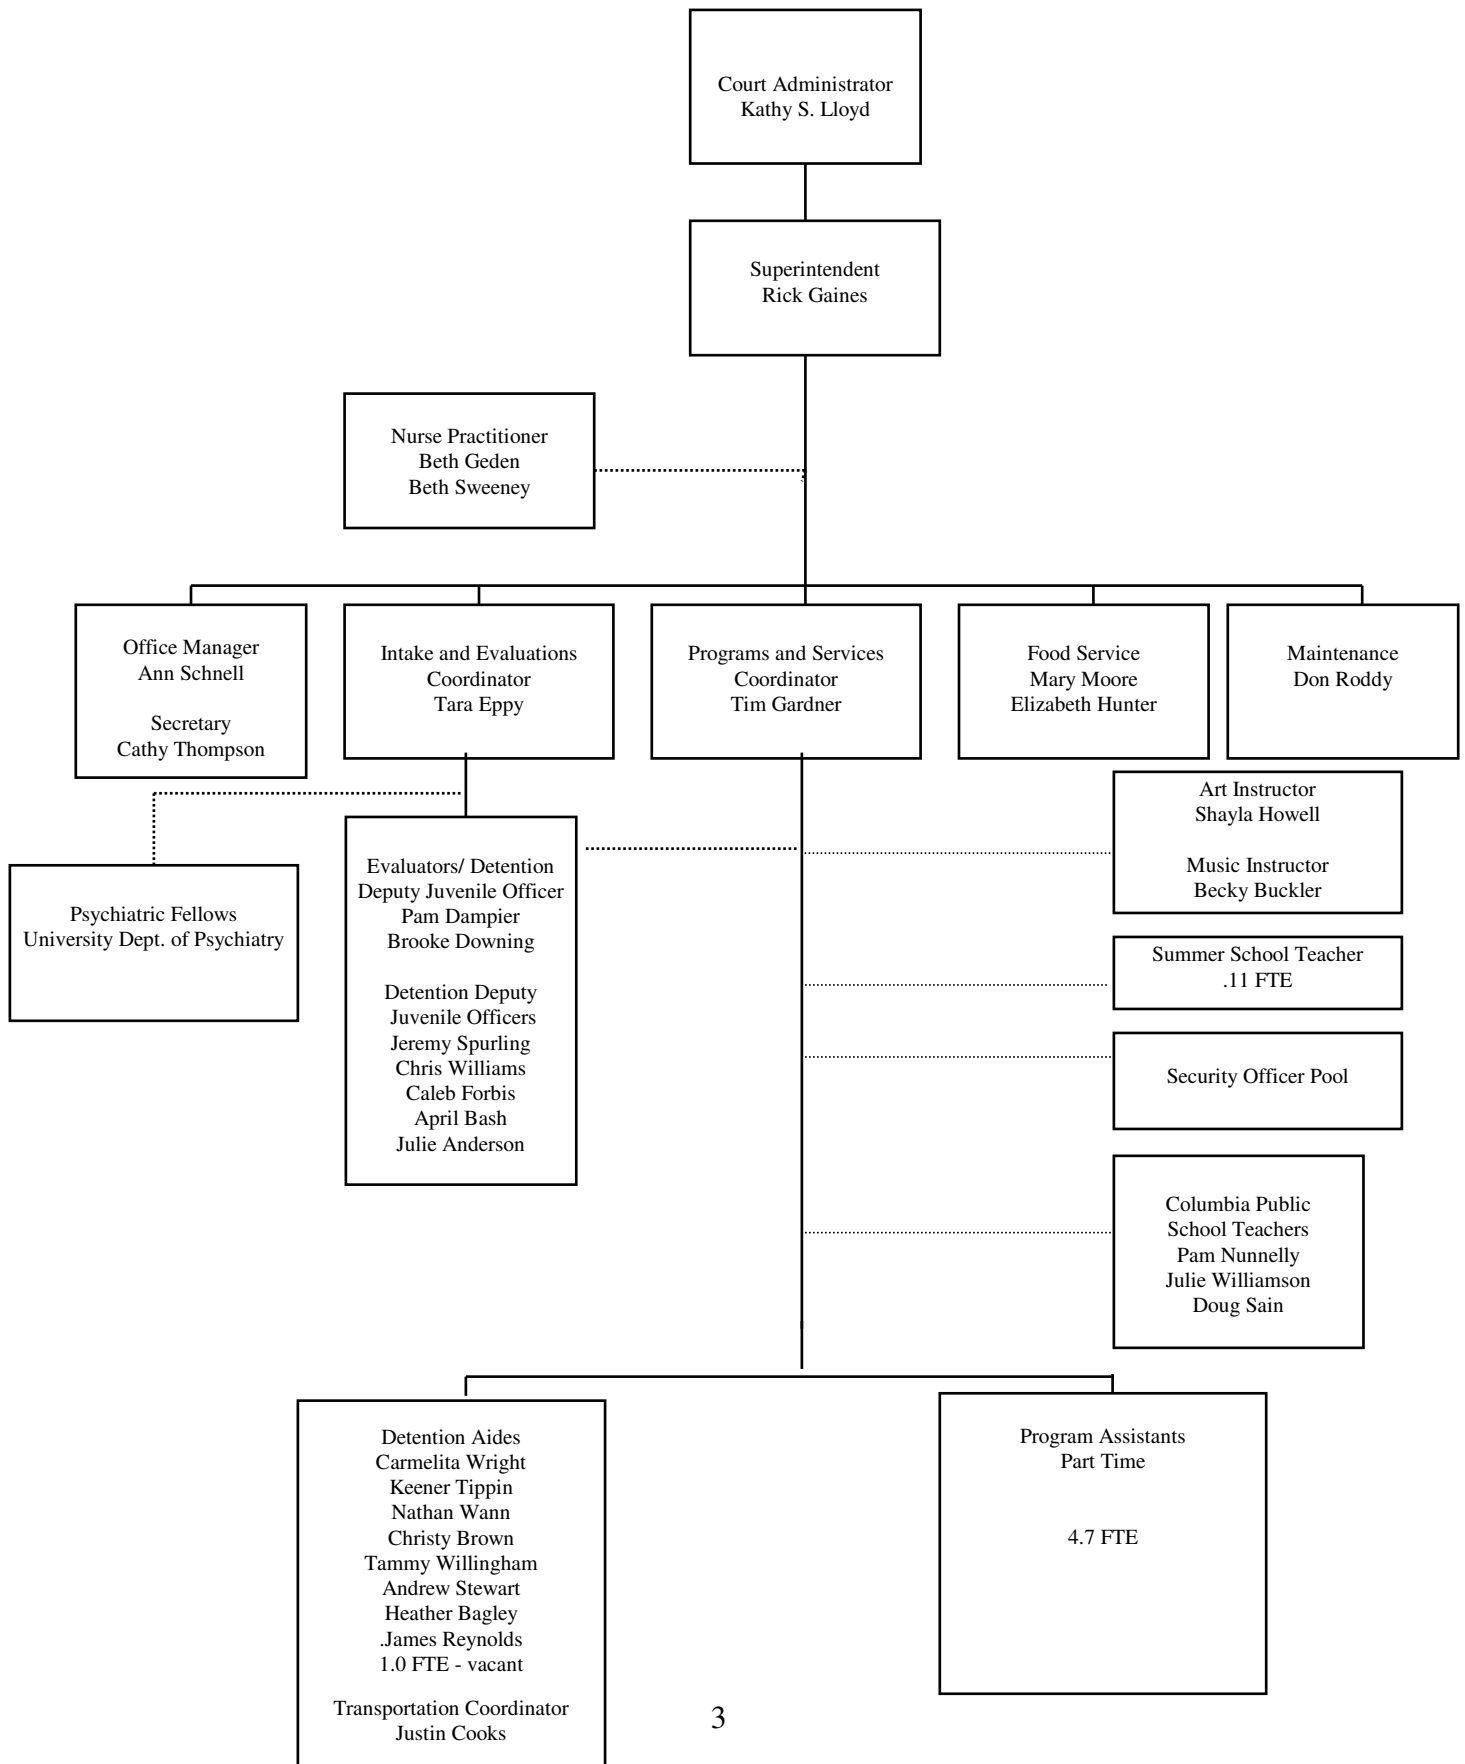 Court Administrator
Kathy S. Lloyd
Superintendent
Rick Gaines
Nurse Practitioner
Beth Geden
Beth Sweeney
Office Manager
Ann Schnell
Secretary
Cathy Thompson
Intake and Evaluations
Coordinator
Tara Eppy
Programs and Services
Coordinator
Tim Gardner
Food Service
Mary Moore
Elizabeth Hunter
Maintenance
Don Roddy
Art Instructor
Shayla Howell
Music Instructor
Becky Buckler
Psychiatric Fellows
University Dept. of Psychiatry
Evaluators/ Detention
Deputy Juvenile Officer
Pam Dampier
Brooke Downing
Detention Deputy
Juvenile Officers
Jeremy Spurling
Chris Williams
Caleb Forbis
April Bash
Julie Anderson
Summer School Teacher
.11 FTE
Security Officer Pool
Columbia Public
School Teachers
Pam Nunnelly
Julie Williamson
Doug Sain
Detention Aides
Carmelita Wright
Keener Tippin
Nathan Wann
Christy Brown
Tammy Willingham
Andrew Stewart
Heather Bagley
.James Reynolds
1.0 FTE - vacant
Transportation Coordinator
Justin Cooks
Program Assistants
Part Time
4.7 FTE
3